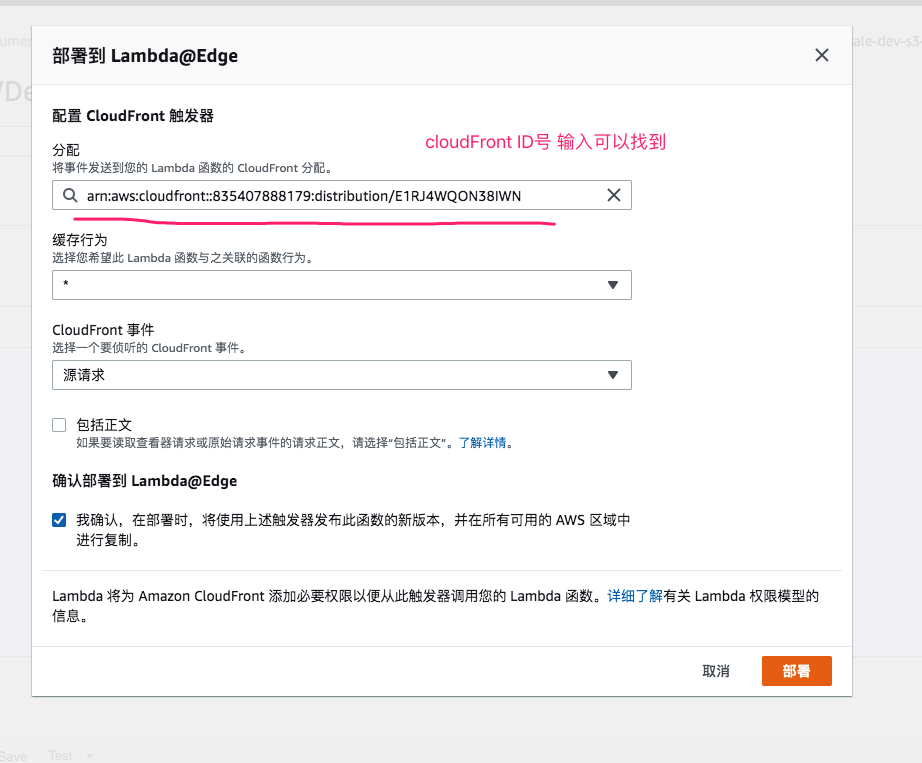 ale-dev-s3-
部署到 Lambda@Edge
配置 CloudFront 触发器
cloudFront ID号 输入可以找到
分配
将事件发送到您的 Lambda 函数的 CloudFront 分配。
arn:aws:cloudfront::835407888179:distribution/E1RJ4WQON38IWN
缓存行为
选择您希望此 Lambda 函数与之关联的函数行为。
*
CloudFront 事件
选择一个要侦听的 CloudFront 事件。
源请求
包括正文
如果要读取查看器请求或原始请求事件的请求正文，请选择“包括正文”。了解详情。
确认部署到 Lambda@Edge
我确认，在部署时，将使用上述触发器发布此函数的新版本，并在所有可用的 AWS 区域中
进行复制。
Lambda 将为 Amazon CloudFront 添加必要权限以便从此触发器调用您的 Lambda 函数。详细了解有关 Lambda 权限模型的
信息。
取消 部署
Save Test